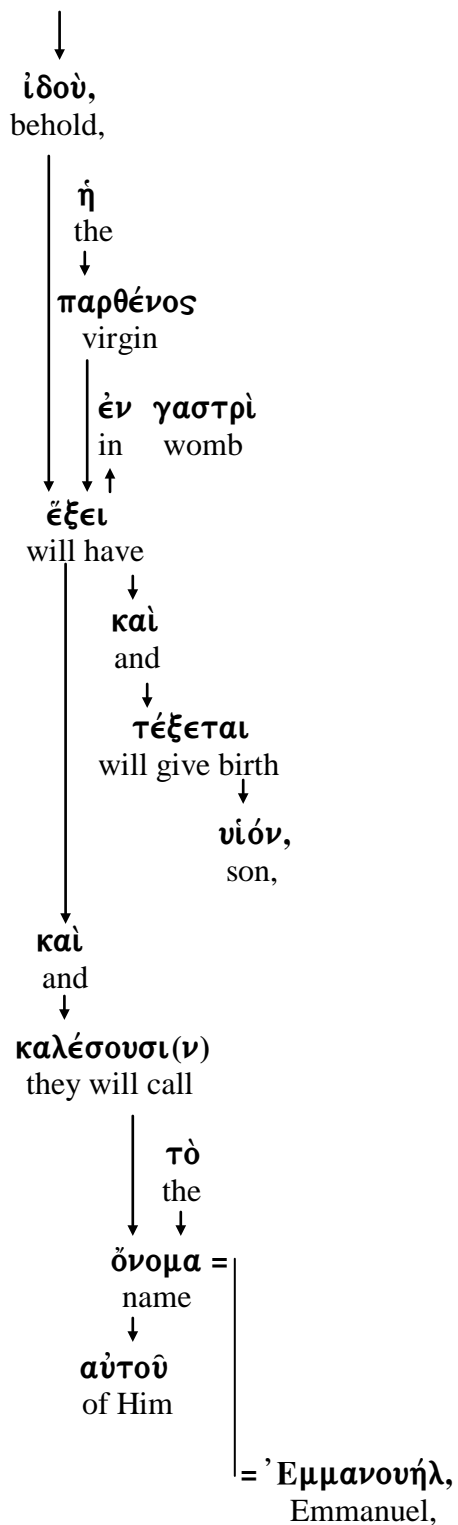 ἰδοὺ,
behold,
ἡ
the
παρθένος
virgin
ἐν γαστρὶ
in womb
ἕξει
will have
καὶ
and
τέξεται
will give birth
υἱόν,
son,
καὶ
and
καλέσουσι(ν)
they will call
τὸ
the
ὄνομα =
name
αὐτοῦ
of Him
= ᾿Εμμανουήλ,
Emmanuel,